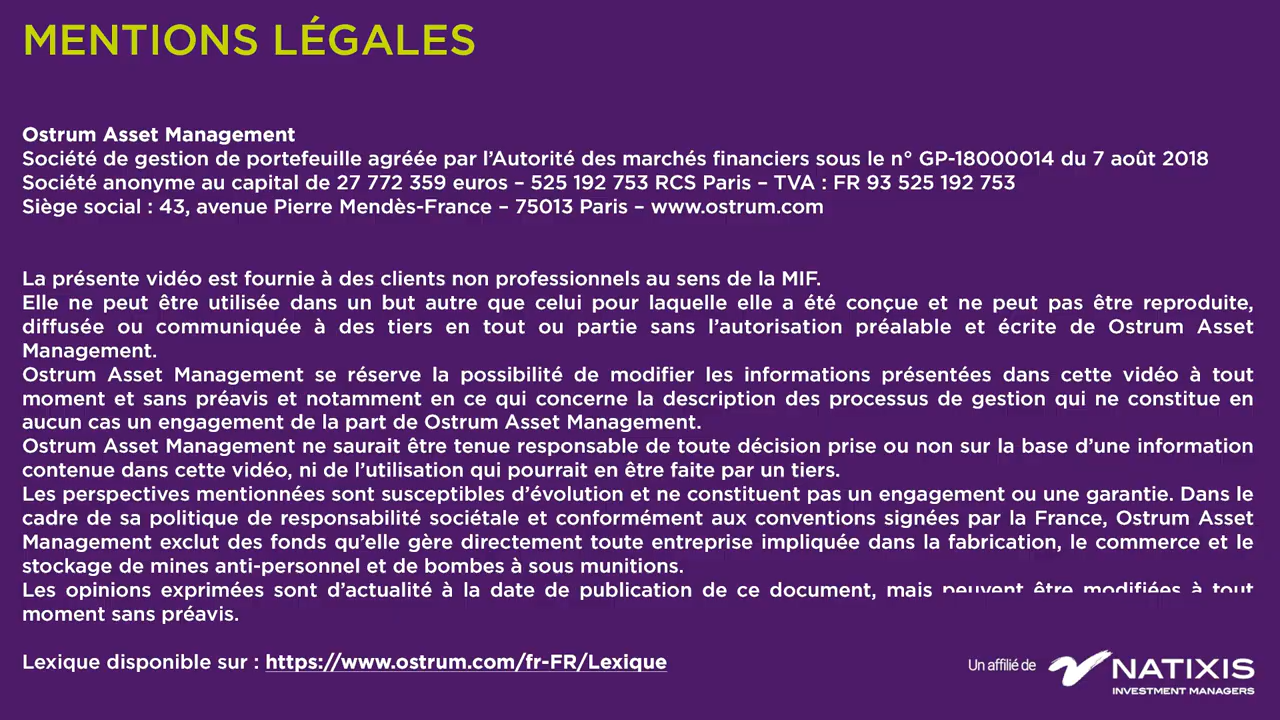 MENTIONS LÉGALES
Ostrum Asset Management
Société de gestion de portefeuille agréée par l'Autorité des marchés financiers sous le n° GP-18000014 du 7 août 2018
Société anonyme au capital de 27 772 359 euros – 525 192 753 RCS Paris – TVA : FR 93 525 192 753
Siège social : 43, avenue Pierre Mendès-France – 75013 Paris – www.ostrum.com
La présente vidéo est fournie à des clients non professionnels au sens de la MIF.
Elle ne peut être utilisée dans un but autre que celui pour laquelle elle a été conçue et ne peut pas être reproduite,
diffusée ou communiquée à des tiers en tout ou partie sans l'autorisation préalable et écrite de Ostrum Asset
Management.
Ostrum Asset Management se réserve la possibilité de modifier les informations présentées dans cette vidéo à tout
moment et sans préavis et notamment en ce qui concerne la description des processus de gestion qui ne constitue en
aucun cas un engagement de la part de Ostrum Asset Management.
Ostrum Asset Management ne saurait être tenue responsable de toute décision prise ou non sur la base d'une information
contenue dans cette vidéo, ni de l'utilisation qui pourrait en être faite par un tiers.
Les perspectives mentionnées sont susceptibles d'évolution et ne constituent pas un engagement ou une garantie. Dans le
cadre de sa politique de responsabilité sociétale et conformément aux conventions signées par la France, Ostrum Asset
Management exclut des fonds qu'elle gère directement toute entreprise impliquée dans la fabrication, le commerce et le
stockage de mines anti-personnel et de bombes à sous munitions.
Les opinions exprimées sont d'actualité à la date de publication de ce document, mais peuvent être modifiées à tout
moment sans préavis.
Lexique disponible sur : https://www.ostrum.com/fr-FR/Lexique
Un affilié de NATIXIS
INVESTMENT MANAGERS